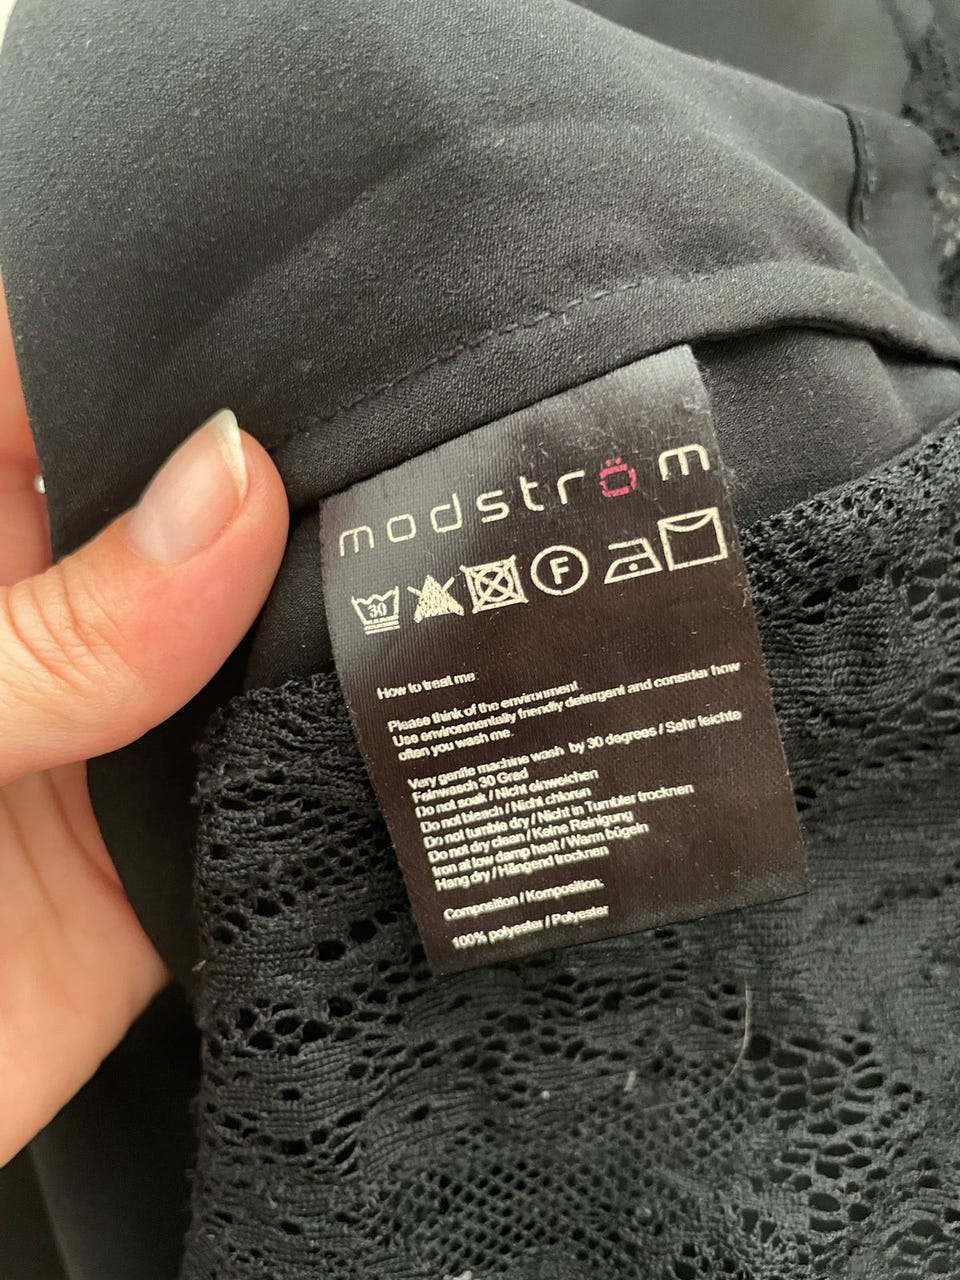 modström
30 F
How to treat me:
Please think of the environment
Use environmentally friendly detergent and consider how
often you wash me.
Very gentle machine wash by 30 degrees / Sehr leichte
Feinwasch 30 Grad
Do not soak / Nicht einweichen
Do not bleach / Nicht chloren
Do not tumble dry / Nicht in Tumbler trocknen
Do not dry clean / Keine Reinigung
Iron at low damp heat / Warm bügeln
Hang dry / Hängend trocknen
Composition / Komposition:
100% polyester / Polyester